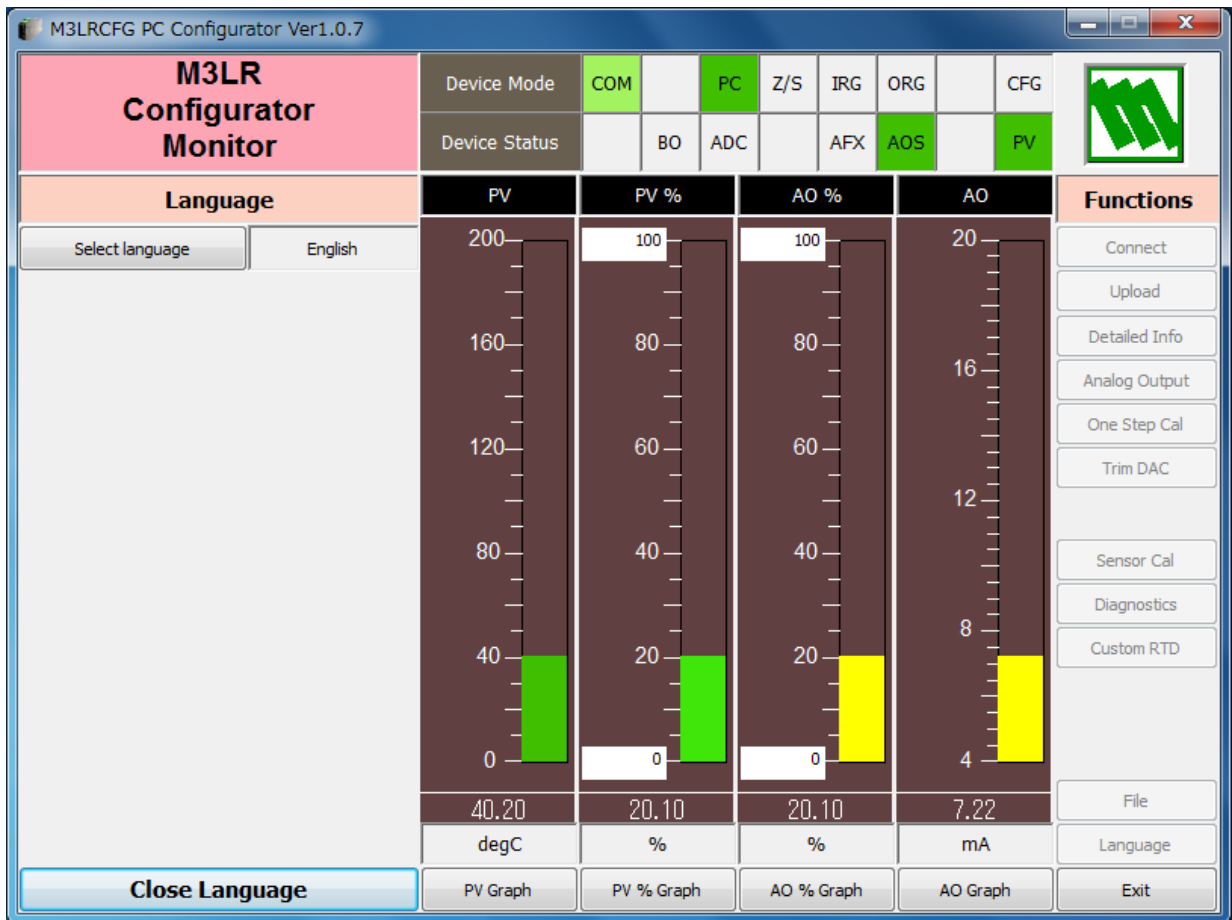 M3LRCFG PC Configurator Ver1.0.7
M3LR
Configurator
Monitor
Device Mode COM PC Z/S IRG ORG CFG
Device Status BO ADC AFX AOS PV
Language
Select language English
Close Language
PV PV % AO % AO
200 100 100 20
160 80 80 16
120 60 60 12
80 40 40 8
40 20 20
0 0 0 4
40.20 20.10 20.10 7.22
degC % % mA
PV Graph PV % Graph AO % Graph AO Graph
Functions
Connect
Upload
Detailed Info
Analog Output
One Step Cal
Trim DAC
Sensor Cal
Diagnostics
Custom RTD
File
Language
Exit